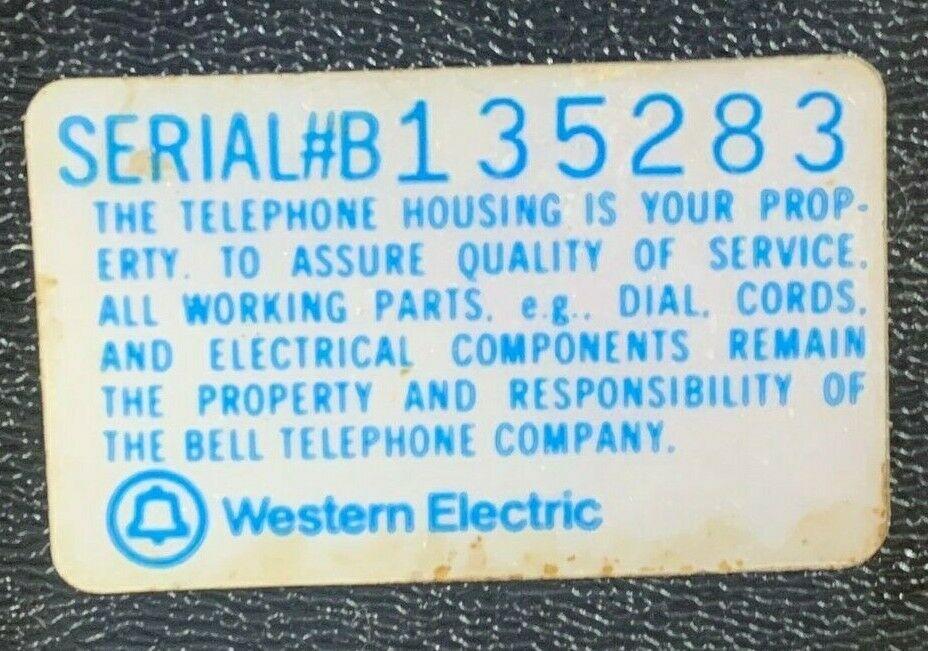 SERIAL#B135283
THE TELEPHONE HOUSING IS YOUR PROP-
ERTY. TO ASSURE QUALITY OF SERVICE,
ALL WORKING PARTS, e.g., DIAL, CORDS,
AND ELECTRICAL COMPONENTS REMAIN
THE PROPERTY AND RESPONSIBILITY OF
THE BELL TELEPHONE COMPANY.
Western Electric